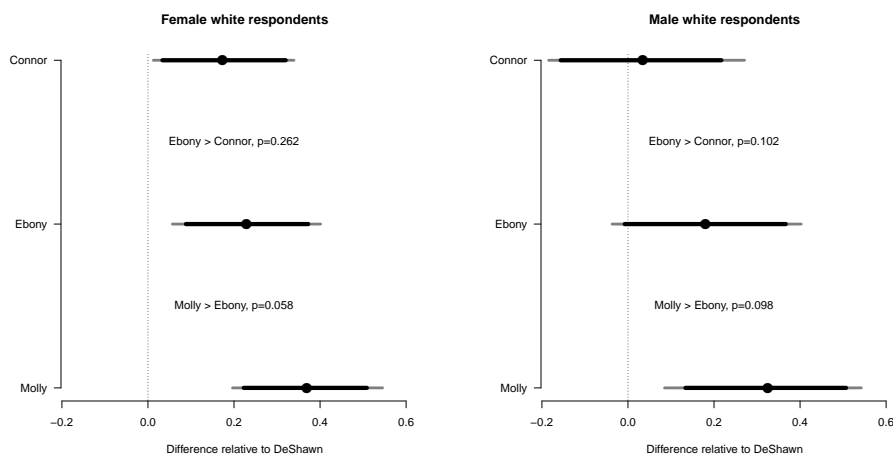 Female white respondents
Connor
Ebony > Connor, p=0.262
Ebony
Molly > Ebony, p=0.058
Molly
−0.2 0.0 0.2 0.4 0.6
Difference relative to DeShawn
Male white respondents
Connor
Ebony > Connor, p=0.102
Ebony
Molly > Ebony, p=0.098
Molly
−0.2 0.0 0.2 0.4 0.6
Difference relative to DeShawn